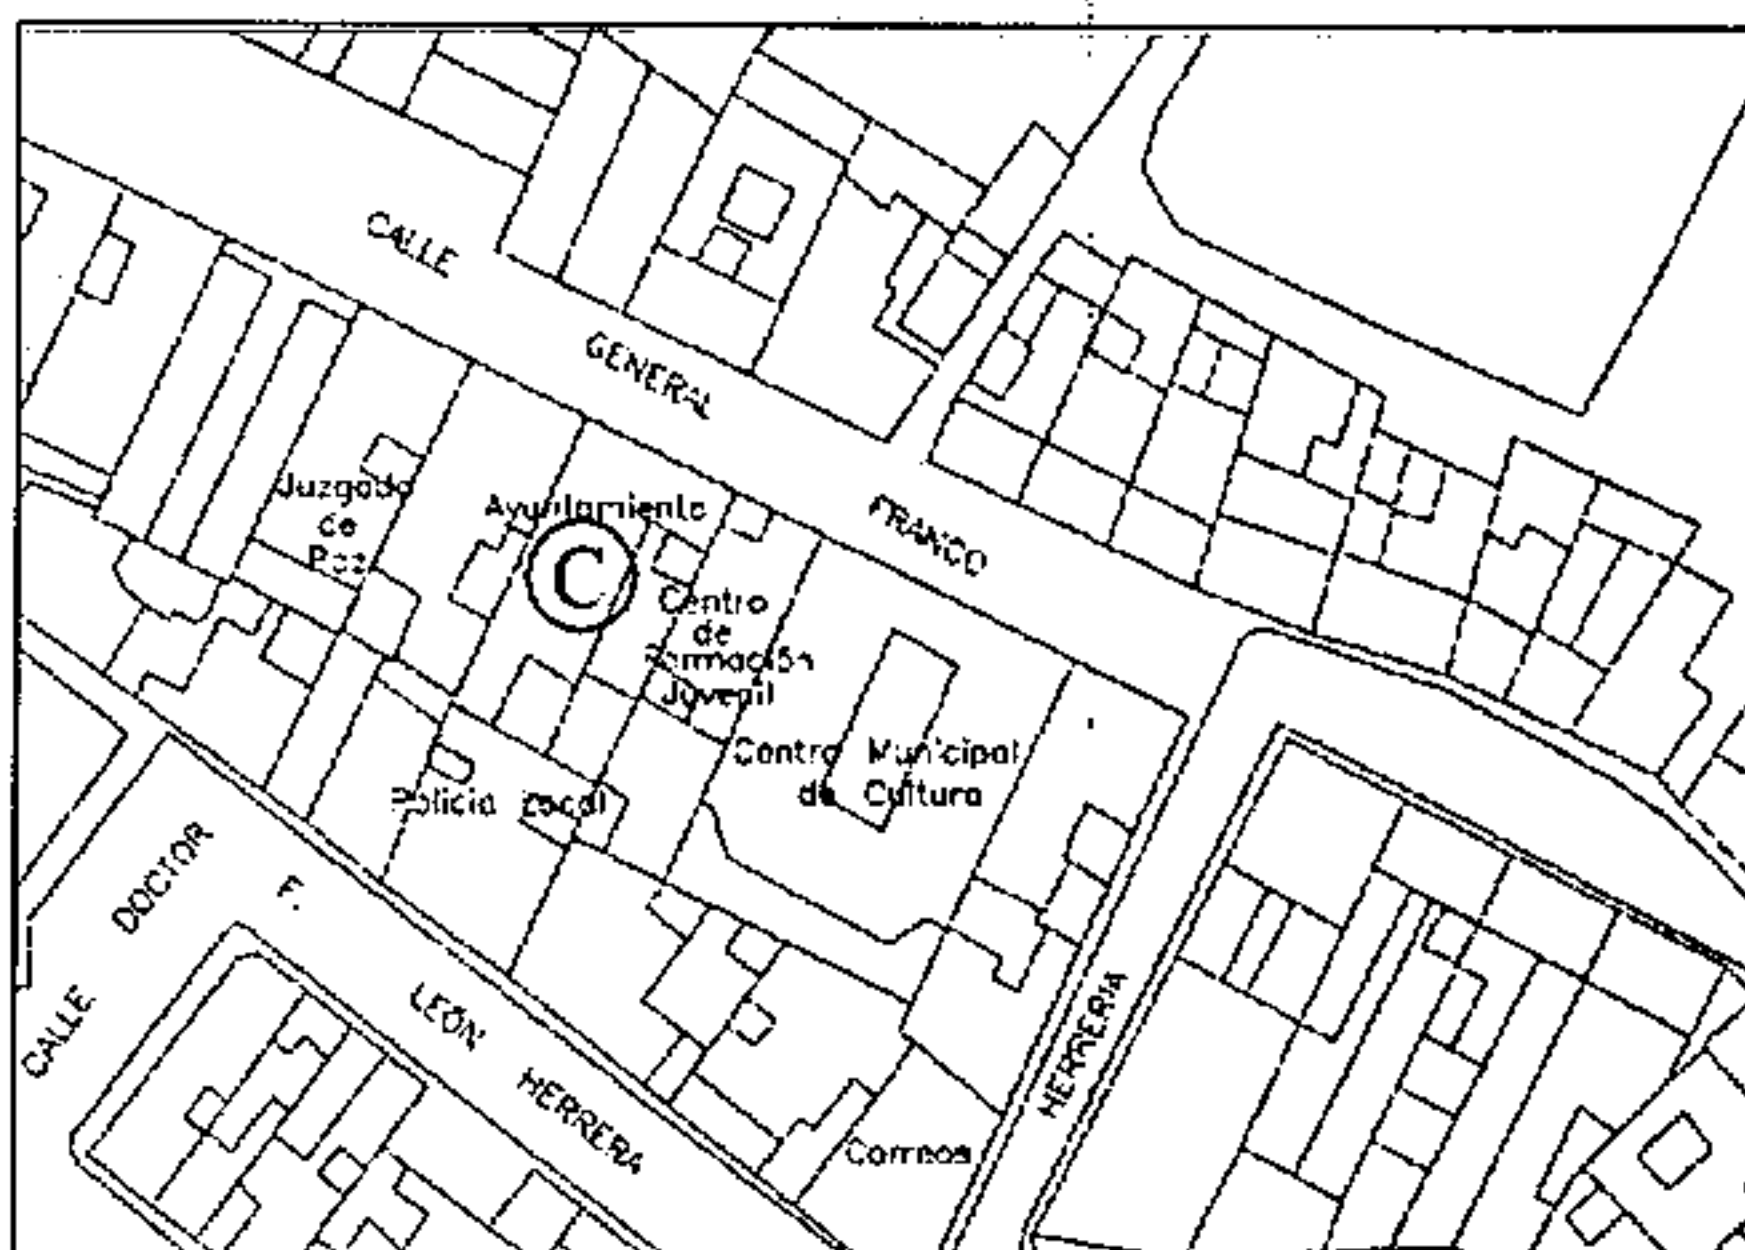 CALLE
GENERAL
FRANCO
Juzgado
de
Paz
Ayuntamiento
C
Centro
de
Formación
Juvenil
Centro Municipal
de Cultura
Policia Local
CALLE
DOCTOR
F.
LEÓN
HERRERA
HERRERIA
Correos